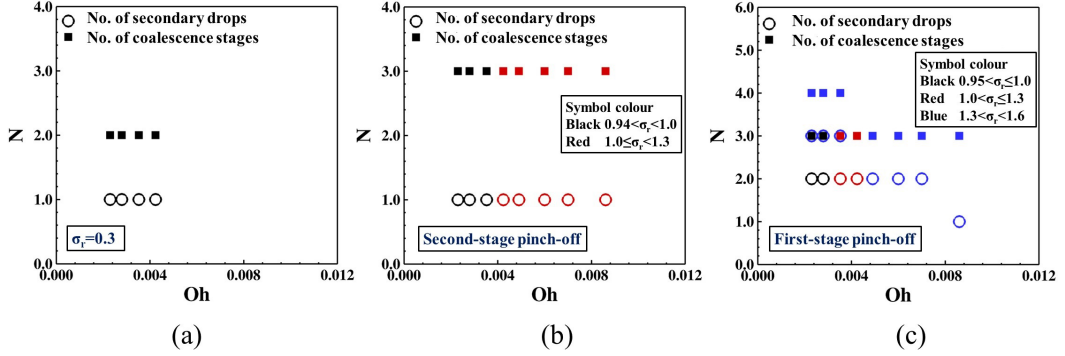 No. of secondary drops
No. of coalescence stages
4.0
3.0
2.0
1.0
0.0
N
σr=0.3
0.000 0.004 0.008 0.012
Oh
(a)
No. of secondary drops
No. of coalescence stages
4.0
3.0
2.0
1.0
0.0
N
Symbol colour
Black 0.94<σr<1.0
Red 1.0≤σr<1.3
Second-stage pinch-off
0.000 0.004 0.008 0.012
Oh
(b)
No. of secondary drops
No. of coalescence stages
6.0
5.0
4.0
3.0
2.0
1.0
0.0
N
Symbol colour
Black 0.95<σr≤1.0
Red 1.0<σr≤1.3
Blue 1.3<σr<1.6
First-stage pinch-off
0.000 0.004 0.008 0.012
Oh
(c)